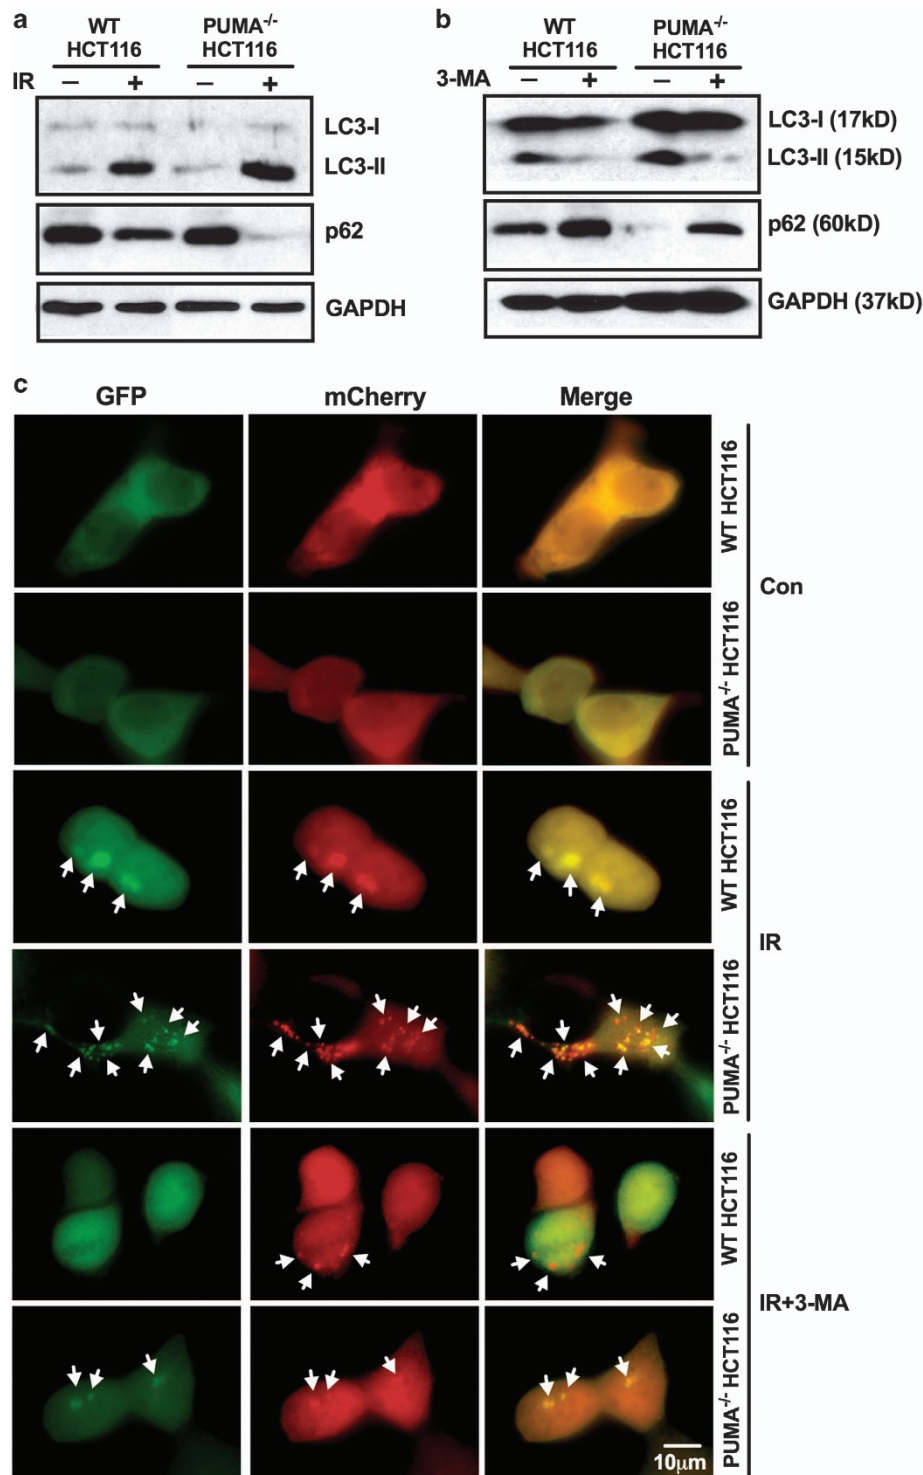 a
WT
HCT116
PUMA-/-
HCT116
IR
− + − +
LC3-I
LC3-II
p62
GAPDH
b
WT
HCT116
PUMA-/-
HCT116
3-MA
− + − +
LC3-I (17kD)
LC3-II (15kD)
p62 (60kD)
GAPDH (37kD)
c
GFP
mCherry
Merge
WT HCT116
PUMA-/- HCT116
Con
WT HCT116
PUMA-/- HCT116
IR
WT HCT116
PUMA-/- HCT116
IR+3-MA
10μm